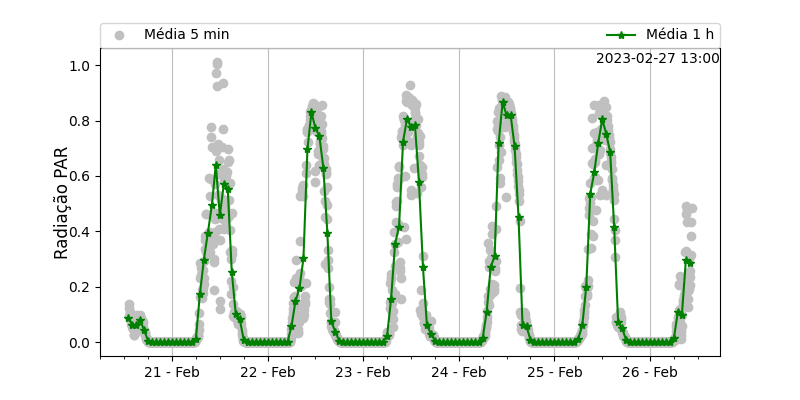 Média 5 min
Média 1 h
2023-02-27 13:00
Radiação PAR
1.0
0.8
0.6
0.4
0.2
0.0
21 - Feb
22 - Feb
23 - Feb
24 - Feb
25 - Feb
26 - Feb